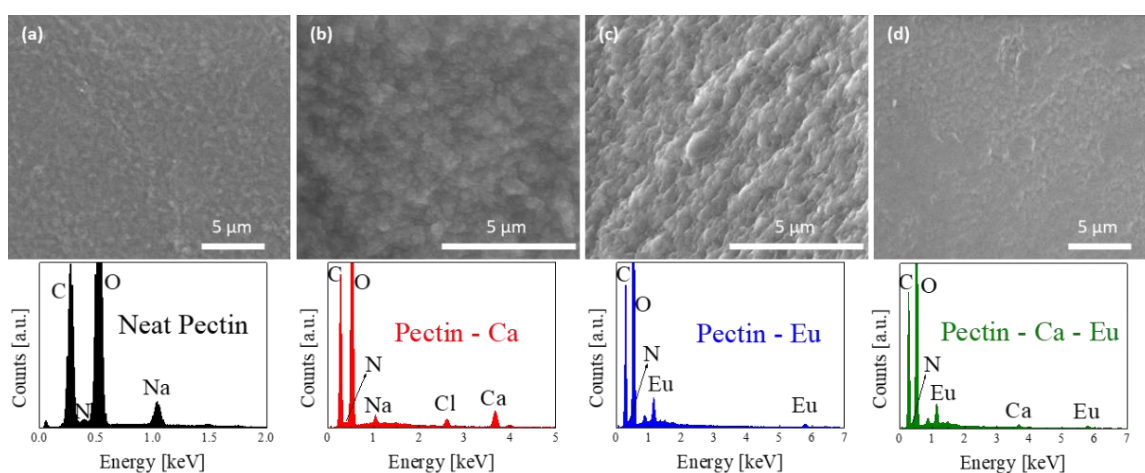 (a)
5 µm
(b)
5 µm
(c)
5 µm
(d)
5 µm
Counts [a.u.]
C
O
N
Na
Neat Pectin
0.0 0.5 1.0 1.5 2.0
Energy [keV]
Counts [a.u.]
C
O
Pectin - Ca
N
Na
Cl
Ca
0 1 2 3 4 5
Energy [keV]
Counts [a.u.]
C
O
Pectin - Eu
N
Eu
Eu
0 1 2 3 4 5 6 7
Energy [keV]
Counts [a.u.]
C
O
Pectin - Ca - Eu
N
Eu
Ca
Eu
0 1 2 3 4 5 6 7
Energy [keV]